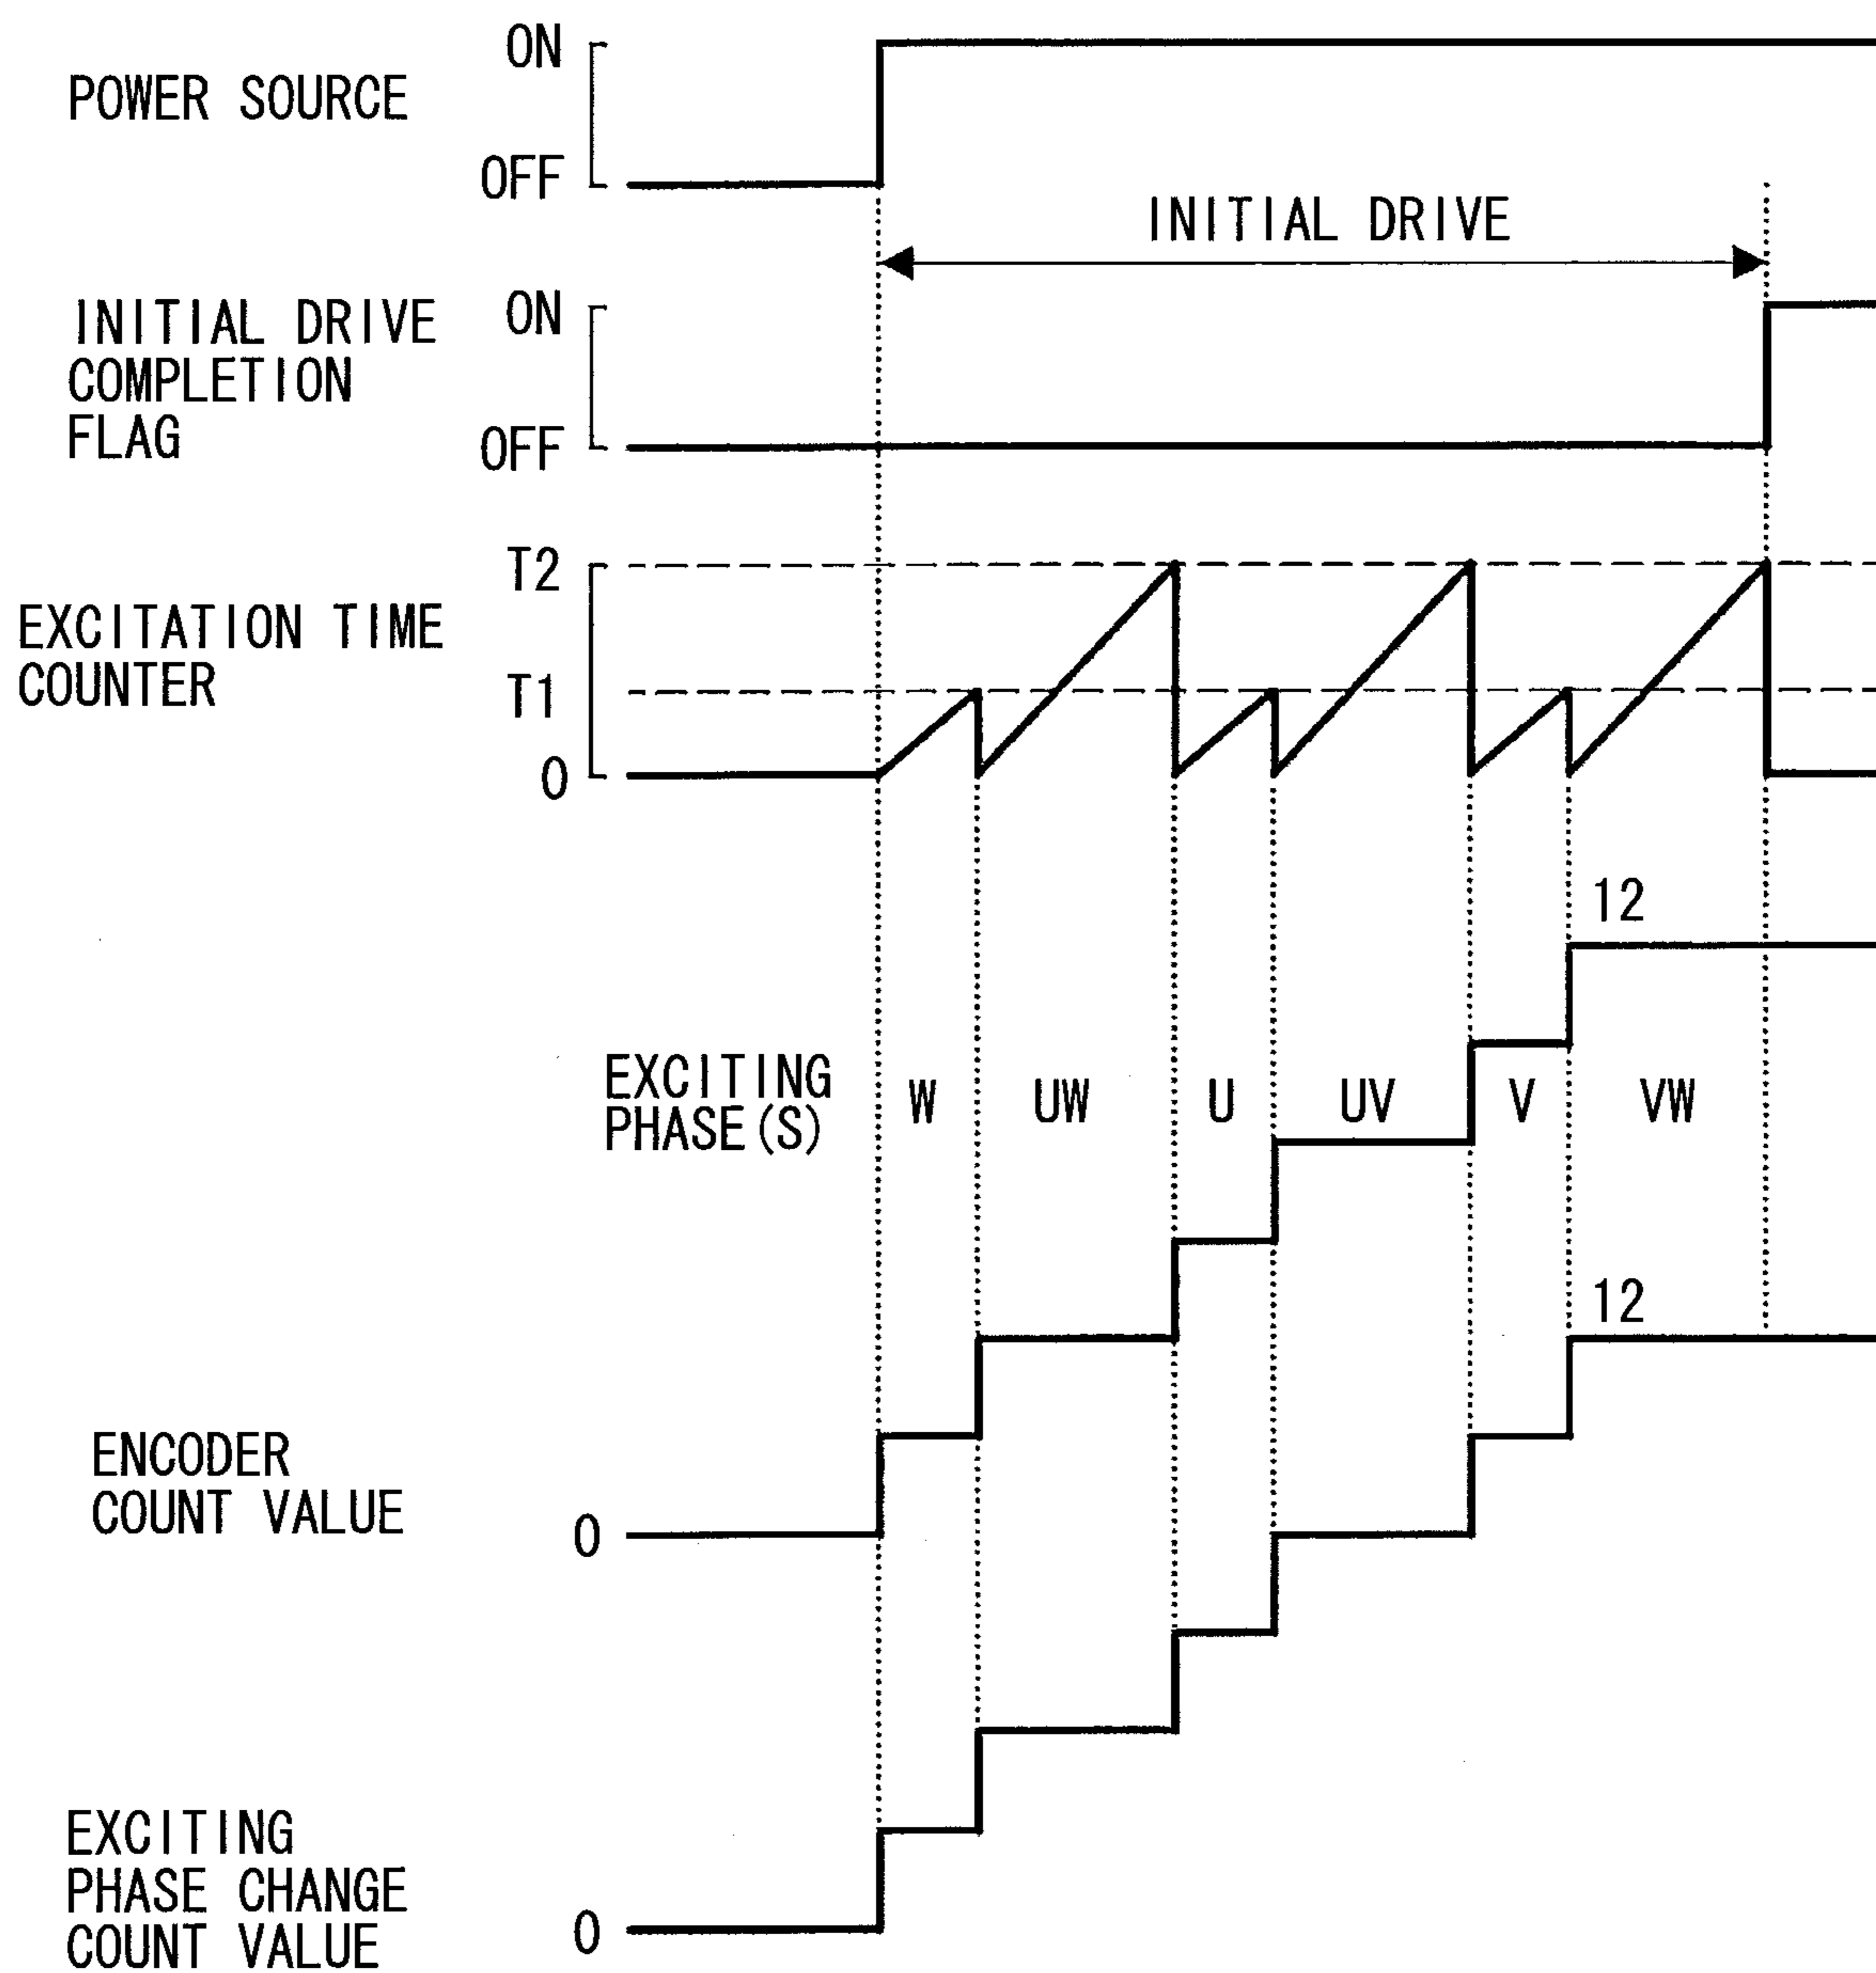 ON
POWER SOURCE
OFF
INITIAL DRIVE
INITIAL DRIVE
COMPLETION
FLAG
ON
OFF
T2
EXCITATION TIME
COUNTER
T1
0
12
EXCITING
PHASE(S)
W
UW
U
UV
V
VW
12
ENCODER
COUNT VALUE
0
EXCITING
PHASE CHANGE
COUNT VALUE
0